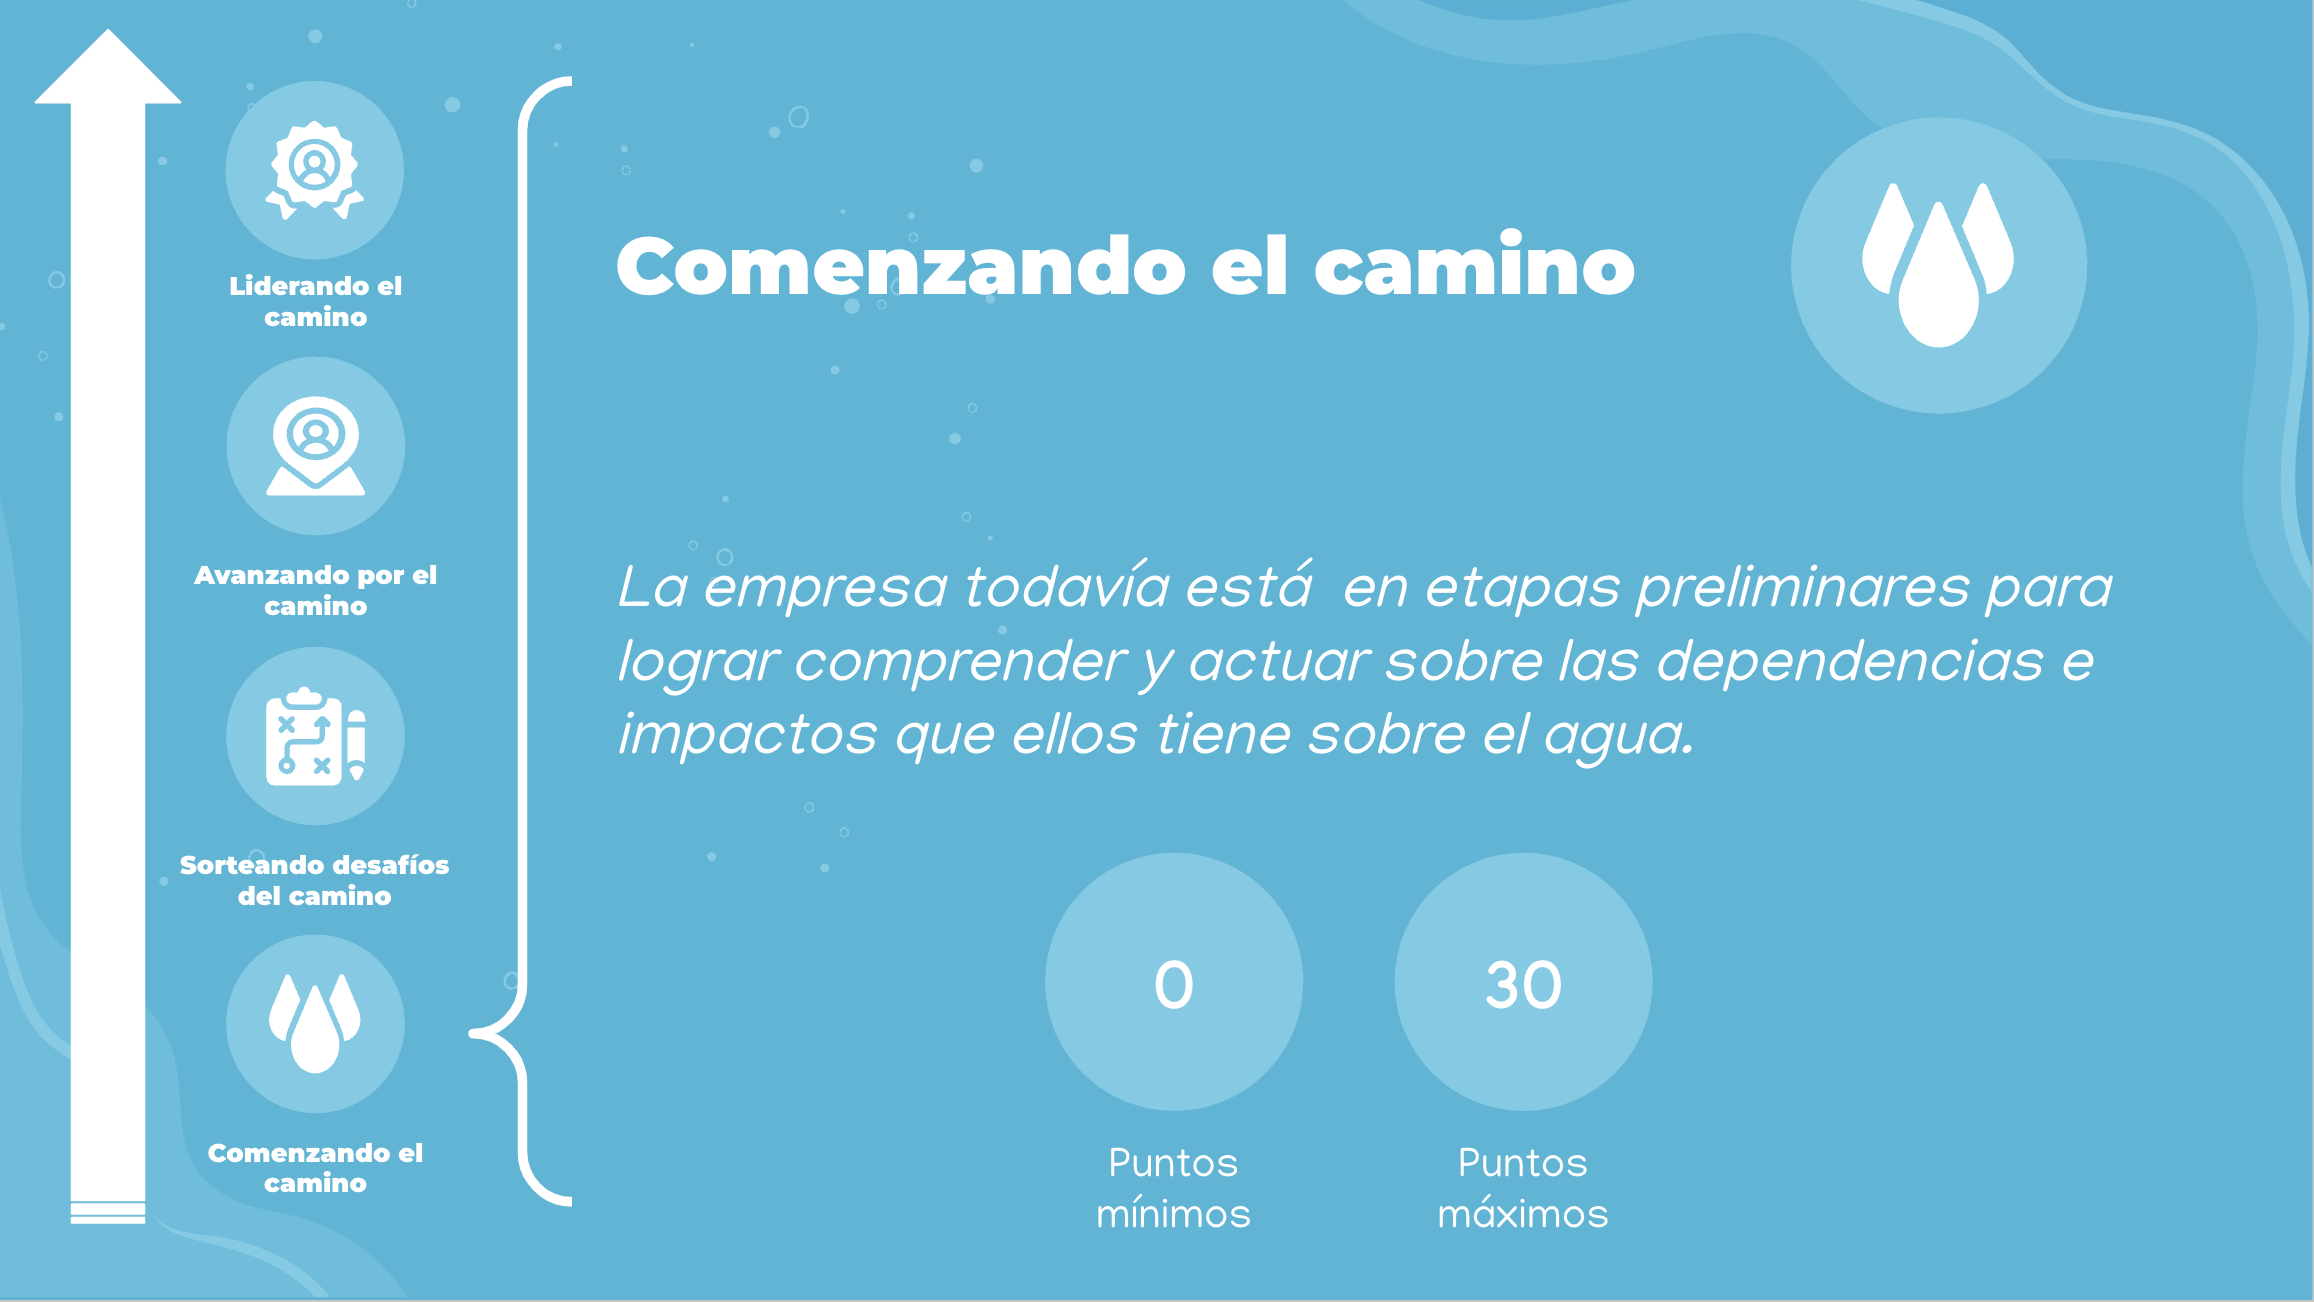 Liderando el
camino
Avanzando por el
camino
Sorteando desafíos
del camino
Comenzando el
camino
Comenzando el camino
La empresa todavía está  en etapas preliminares para
lograr comprender y actuar sobre las dependencias e
impactos que ellos tiene sobre el agua.
0
Puntos
mínimos
30
Puntos
máximos